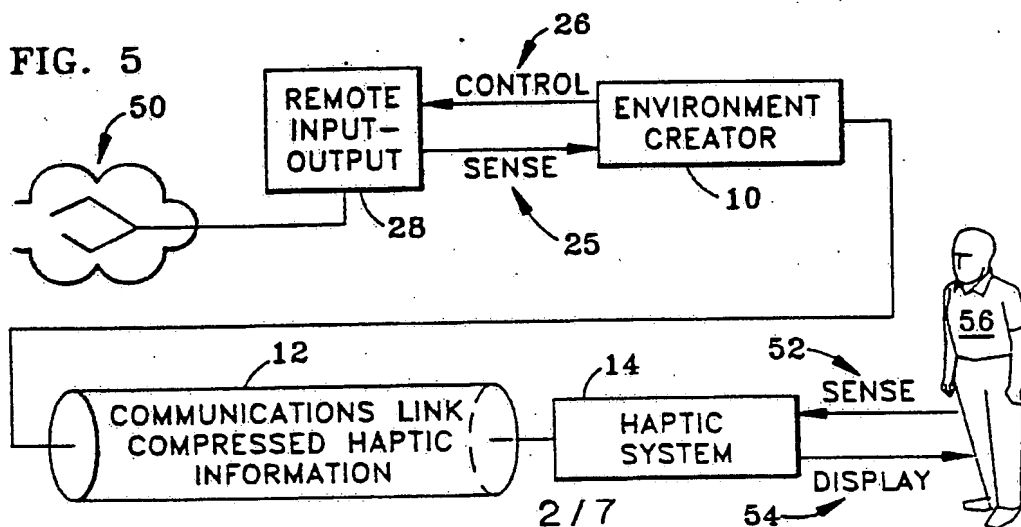 FIG. 5
50
26
REMOTE
INPUT-
OUTPUT
28
CONTROL
SENSE
25
ENVIRONMENT
CREATOR
10
12
COMMUNICATIONS LINK
COMPRESSED HAPTIC
INFORMATION
14
HAPTIC
SYSTEM
52
SENSE
DISPLAY
54
56
2/7